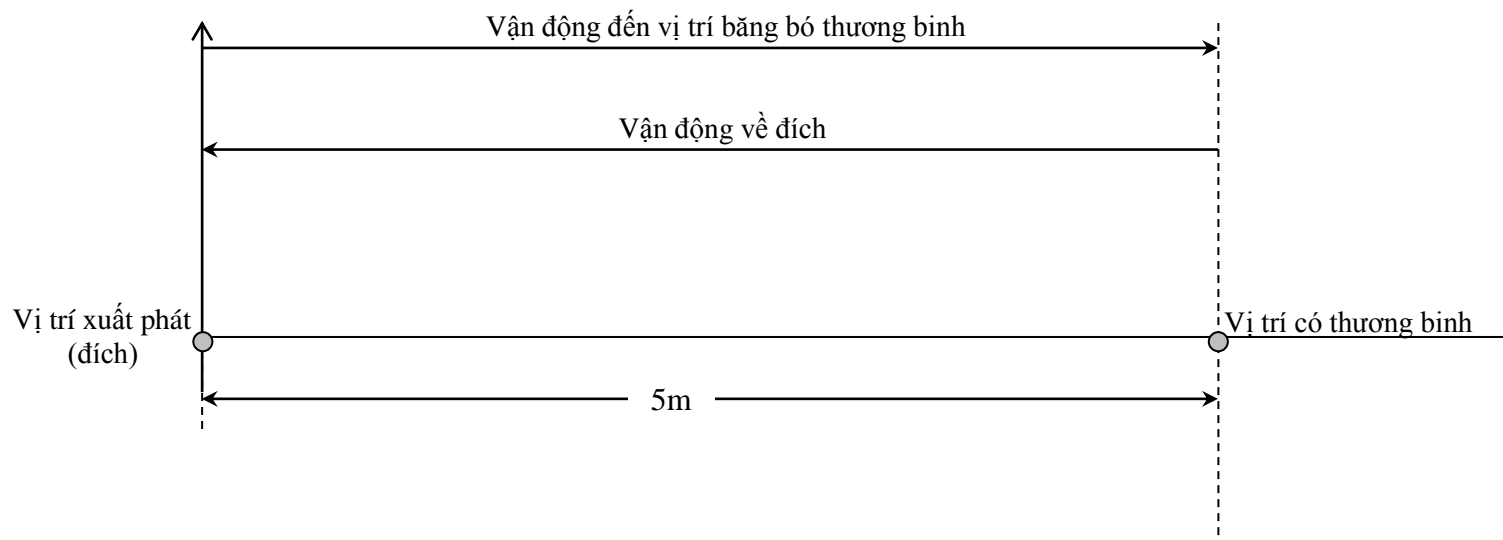 Vận động đến vị trí băng bó thương binh
Vận động về đích
Vị trí xuất phát
(đích)
Vị trí có thương binh
5m